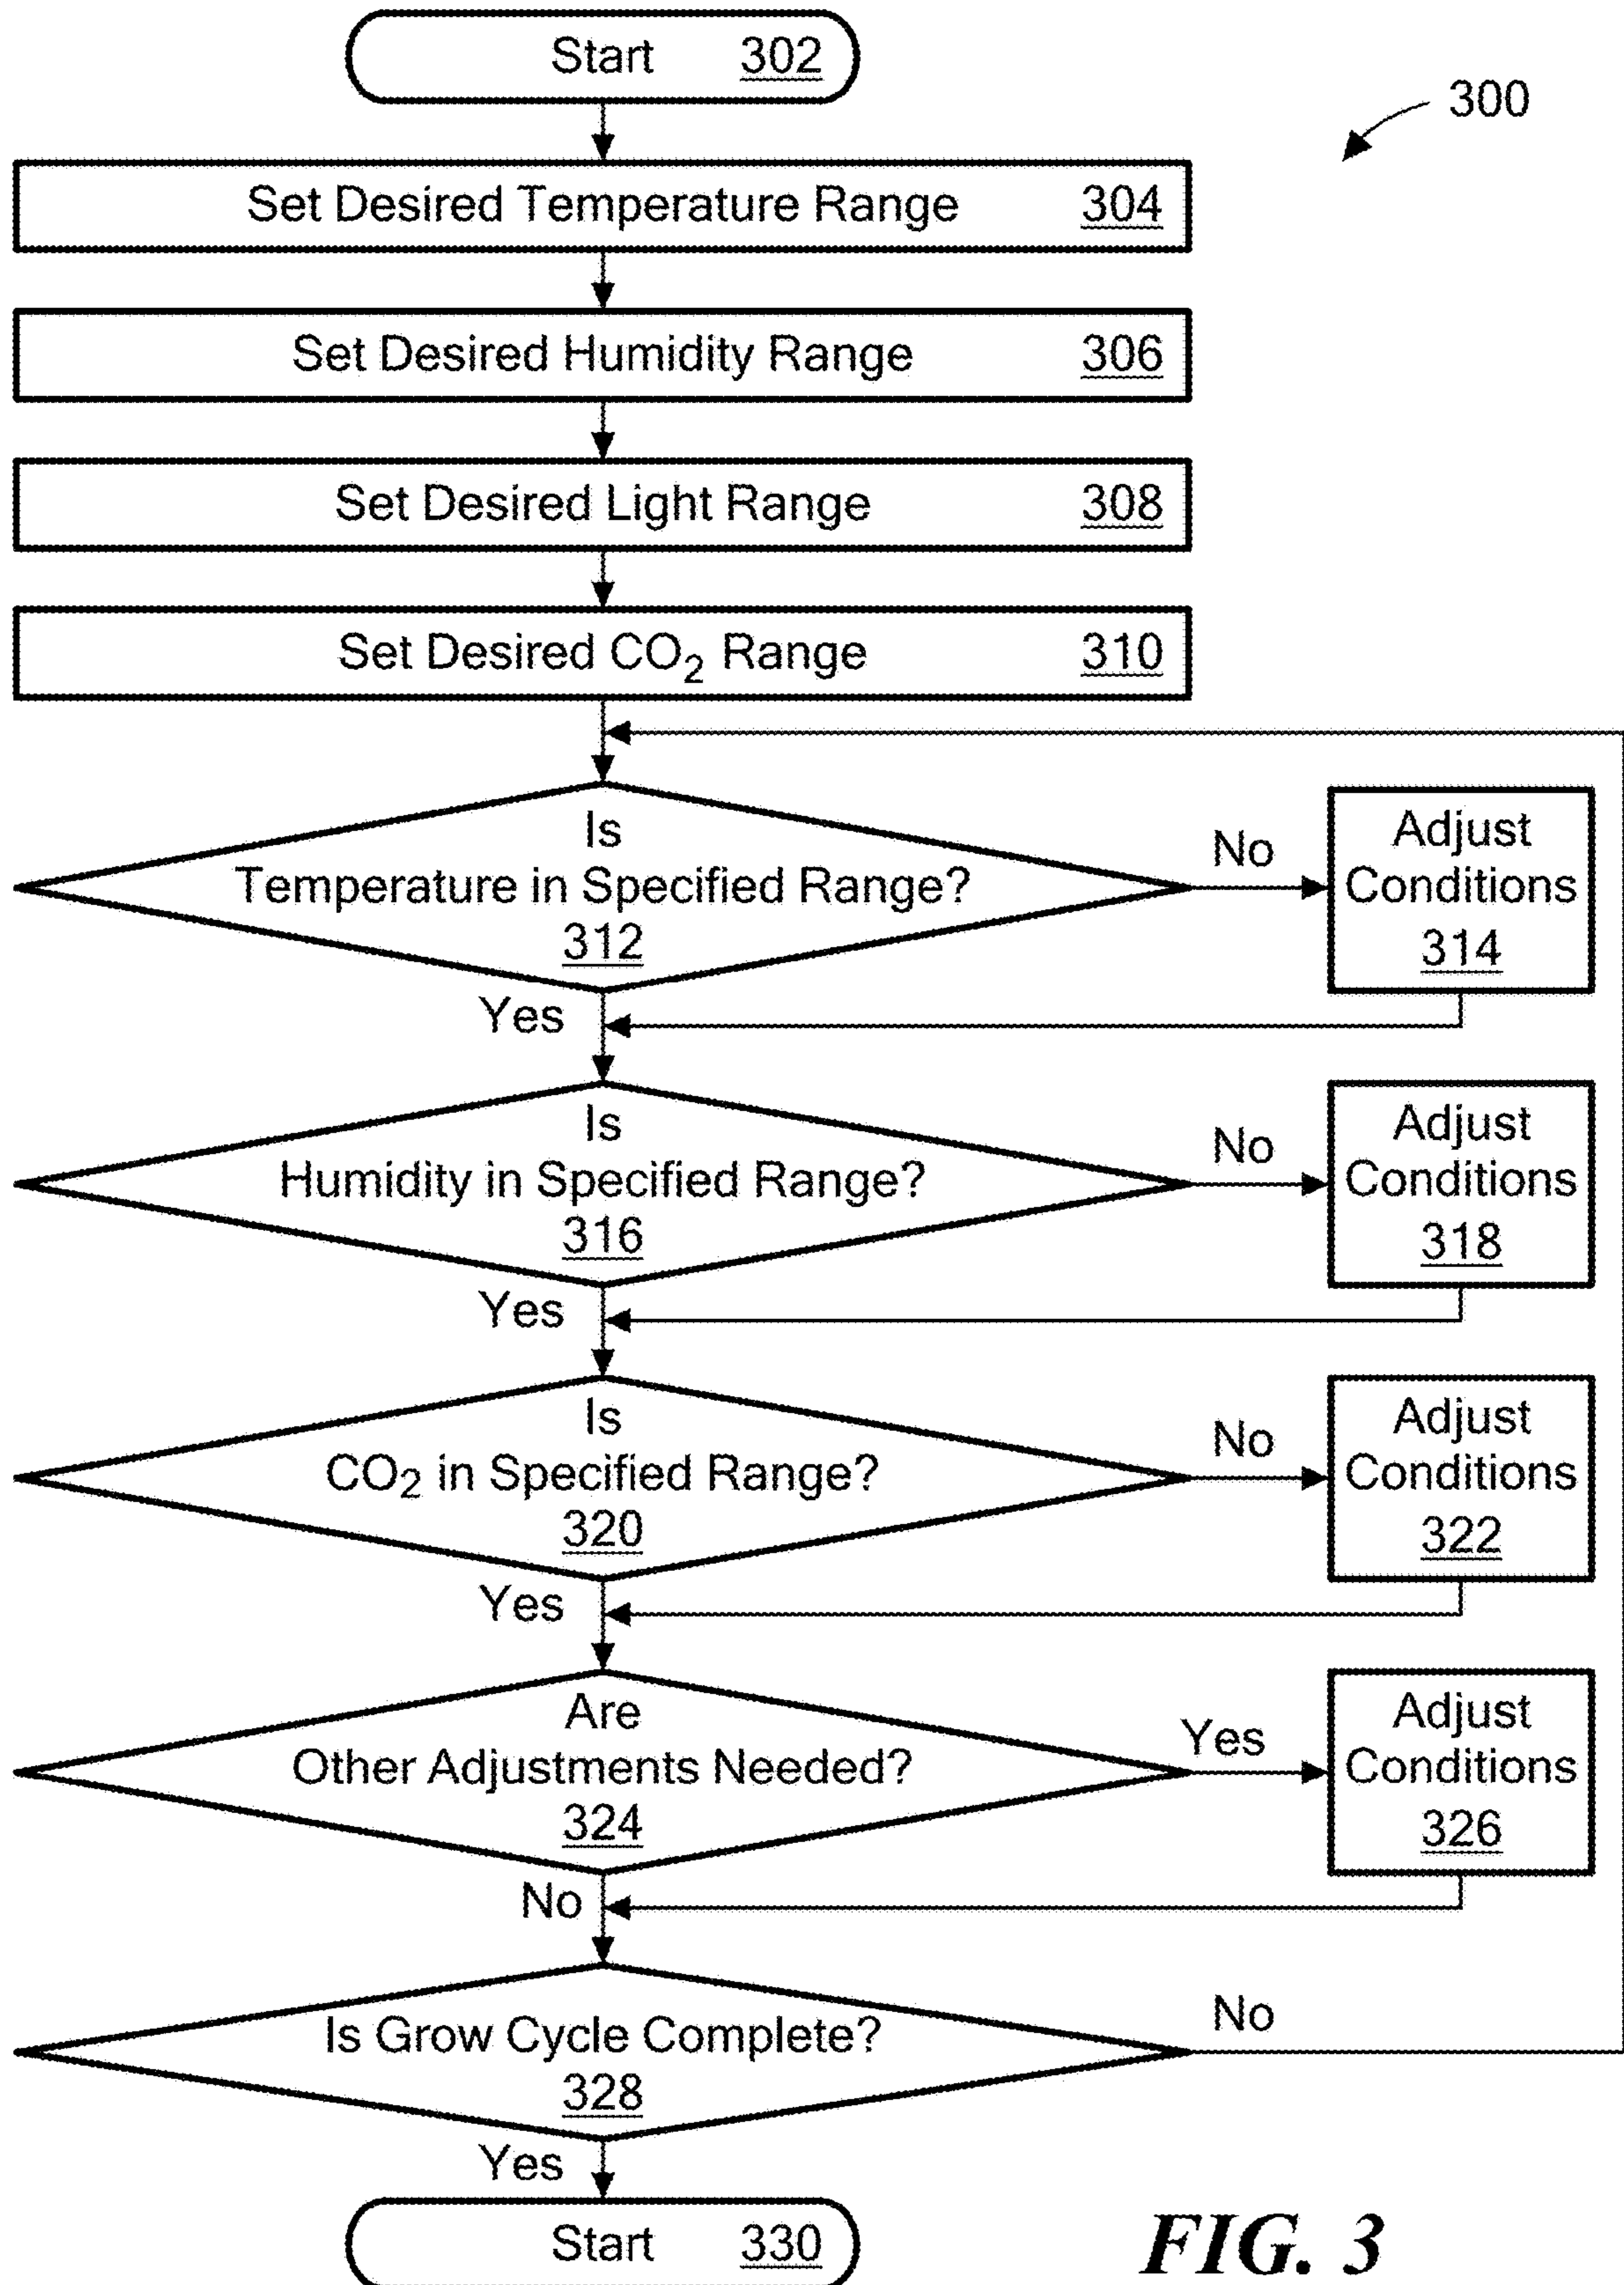 Start 302
300
Set Desired Temperature Range 304
Set Desired Humidity Range 306
Set Desired Light Range 308
Set Desired CO₂ Range 310
Is
Temperature in Specified Range?
312
No
Adjust
Conditions
314
Yes
Is
Humidity in Specified Range?
316
No
Adjust
Conditions
318
Yes
Is
CO₂ in Specified Range?
320
No
Adjust
Conditions
322
Yes
Are
Other Adjustments Needed?
324
Yes
Adjust
Conditions
326
No
Is Grow Cycle Complete?
328
No
Yes
Start 330
FIG. 3